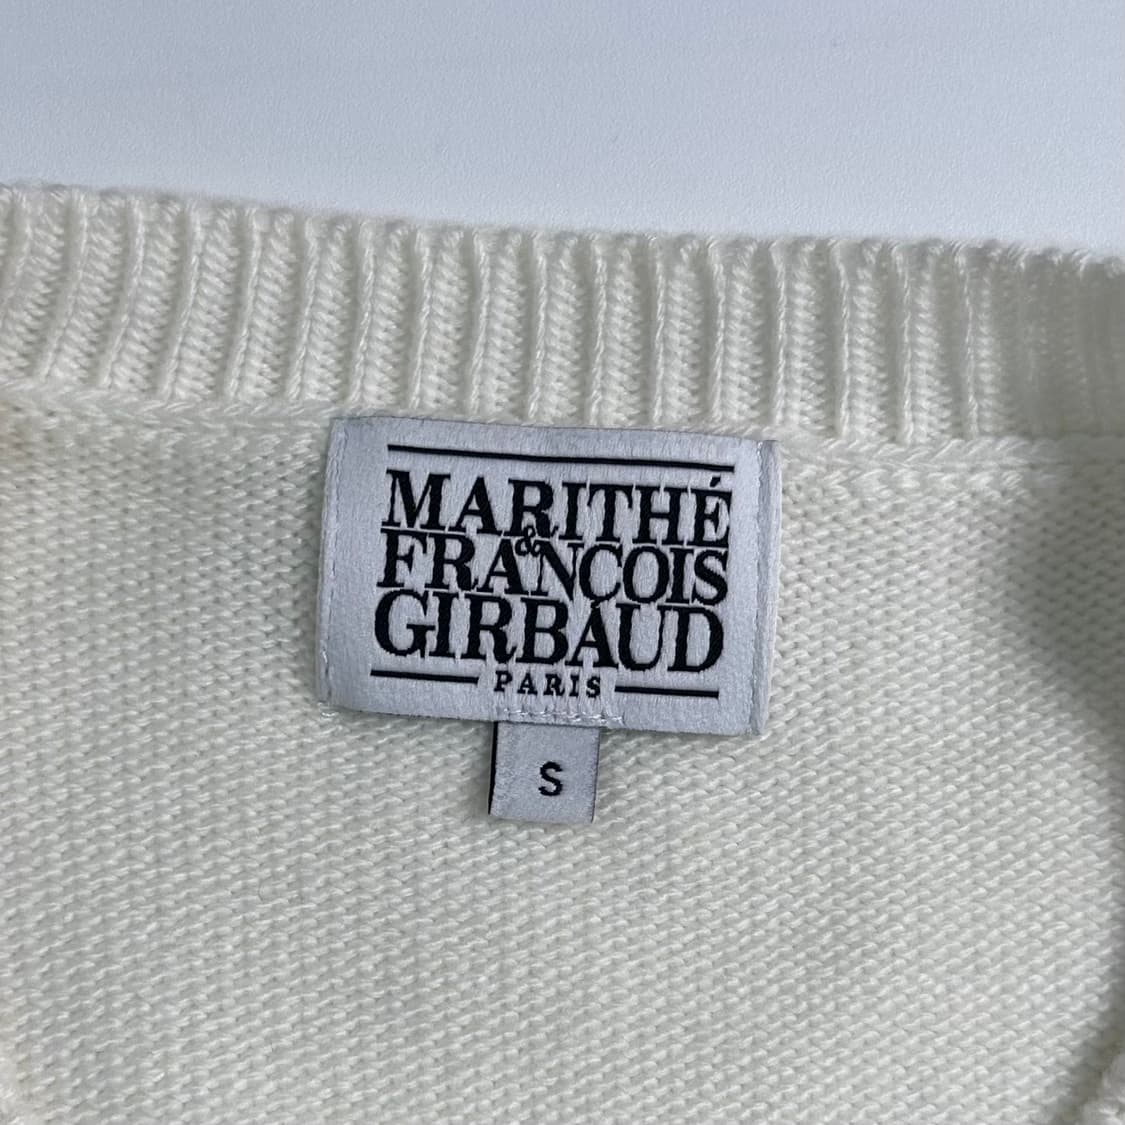 MARITHÉ
&
FRANCOIS
GIRBAUD
PARIS
S